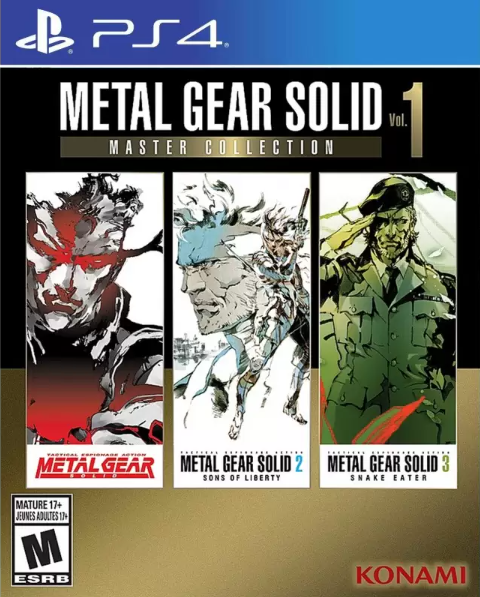 PS4
METAL GEAR SOLID Vol. 1
MASTER COLLECTION
TACTICAL ESPIONAGE ACTION
METAL GEAR
SOLID
TACTICAL ESPIONAGE ACTION
METAL GEAR SOLID 2
SONS OF LIBERTY
TACTICAL ESPIONAGE ACTION
METAL GEAR SOLID 3
SNAKE EATER
MATURE 17+
JEUNES ADULTES 17+
M
ESRB
KONAMI